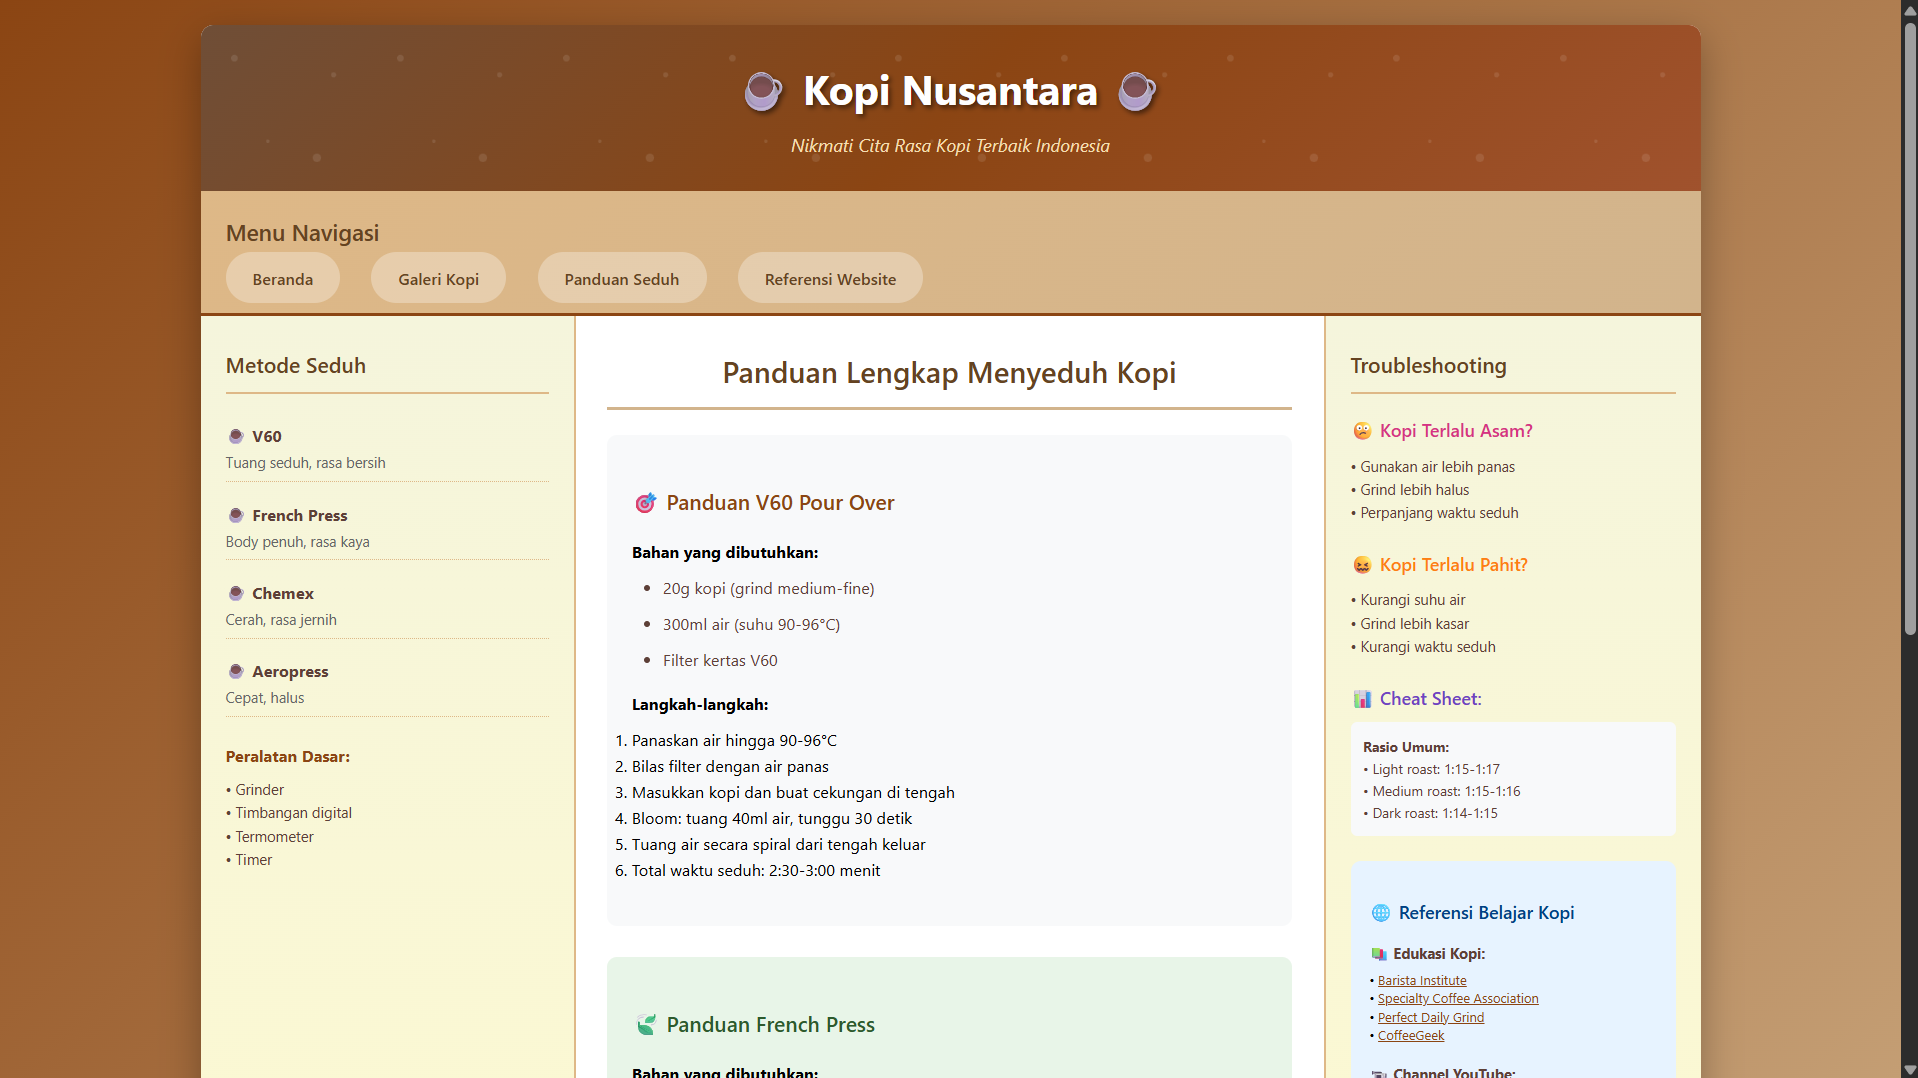 Kopi Nusantara
Nikmati Cita Rasa Kopi Terbaik Indonesia
Menu Navigasi
Beranda
Galeri Kopi
Panduan Seduh
Referensi Website
Metode Seduh
V60
Tuang seduh, rasa bersih
French Press
Body penuh, rasa kaya
Chemex
Cerah, rasa jernih
Aeropress
Cepat, halus
Peralatan Dasar:
• Grinder
• Timbangan digital
• Termometer
• Timer
Panduan Lengkap Menyeduh Kopi
Panduan V60 Pour Over
Bahan yang dibutuhkan:
• 20g kopi (grind medium-fine)
• 300ml air (suhu 90-96°C)
• Filter kertas V60
Langkah-langkah:
1. Panaskan air hingga 90-96°C
2. Bilas filter dengan air panas
3. Masukkan kopi dan buat cekungan di tengah
4. Bloom: tuang 40ml air, tunggu 30 detik
5. Tuang air secara spiral dari tengah keluar
6. Total waktu seduh: 2:30-3:00 menit
Panduan French Press
Bahan yang dibutuhkan:
Troubleshooting
Kopi Terlalu Asam?
• Gunakan air lebih panas
• Grind lebih halus
• Perpanjang waktu seduh
Kopi Terlalu Pahit?
• Kurangi suhu air
• Grind lebih kasar
• Kurangi waktu seduh
Cheat Sheet:
Rasio Umum:
• Light roast: 1:15-1:17
• Medium roast: 1:15-1:16
• Dark roast: 1:14-1:15
Referensi Belajar Kopi
Edukasi Kopi:
• Barista Institute
• Specialty Coffee Association
• Perfect Daily Grind
• CoffeeGeek
Channel YouTube: